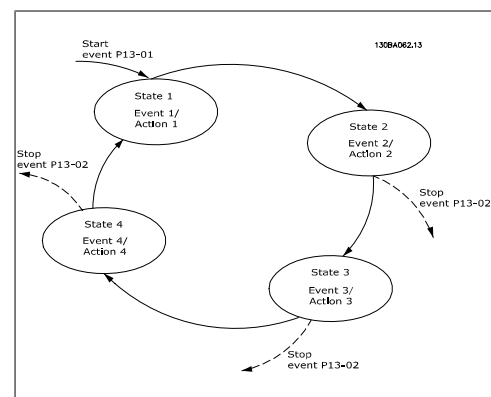 Start
event P13-01
130BA062.13
State 1
Event 1/
Action 1
State 2
Event 2/
Action 2
Stop
event P13-02
Stop
event P13-02
State 4
Event 4/
Action 4
State 3
Event 3/
Action 3
Stop
event P13-02